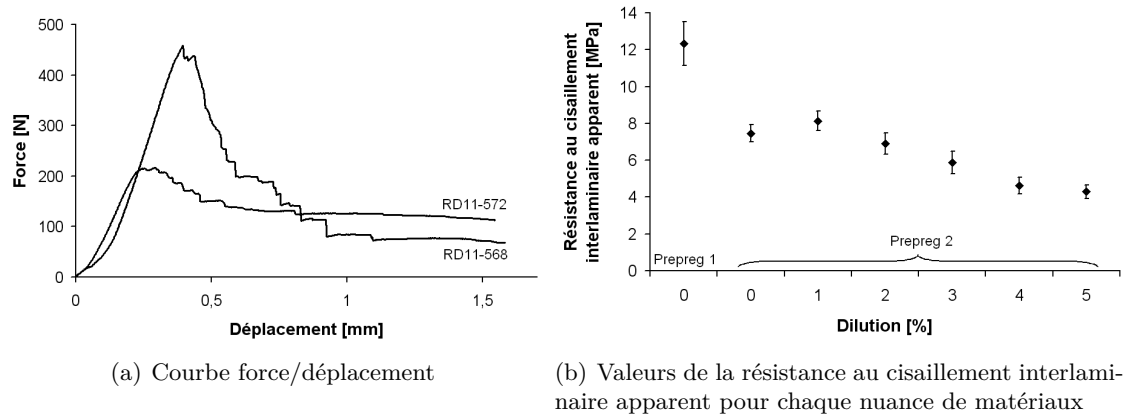 500
400
300
200
100
0
Force [N]
RD11-572
RD11-568
0
0,5
1
1,5
Déplacement [mm]
(a) Courbe force/déplacement
14
12
10
8
6
4
2
0
Résistance au cisaillement
interlaminaire apparent [MPa]
Prepreg 1
Prepreg 2
0
0
1
2
3
4
5
Dilution [%]
(b) Valeurs de la résistance au cisaillement interlami-
naire apparent pour chaque nuance de matériaux